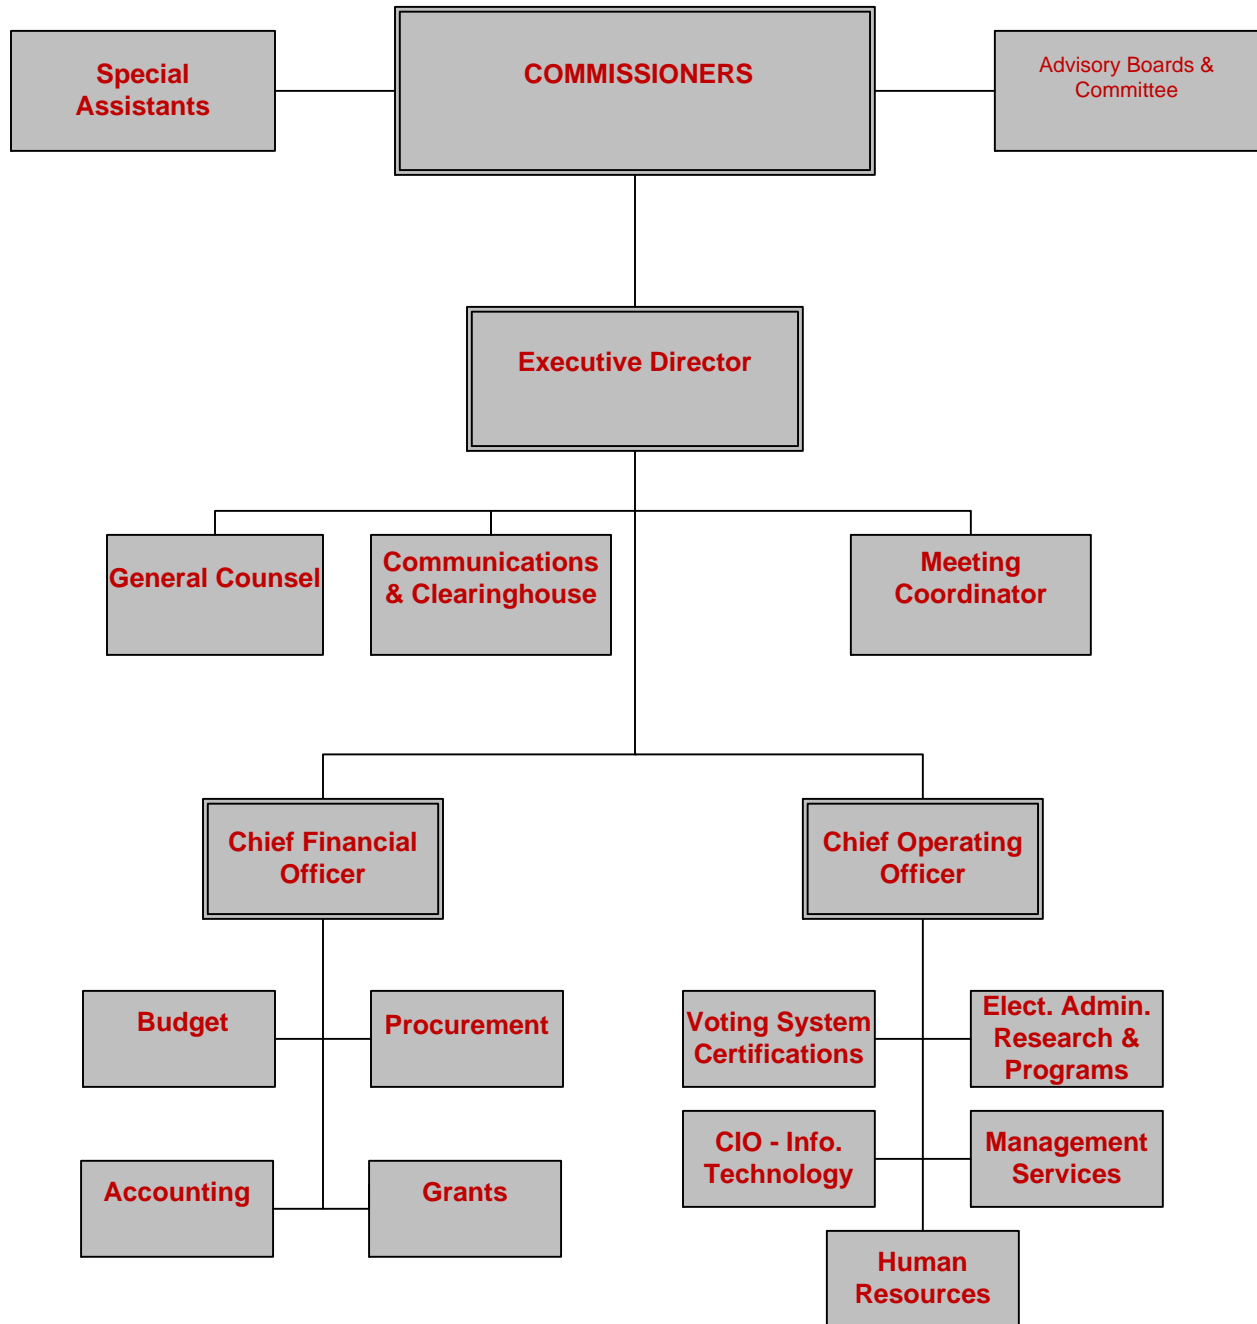 Special
Assistants
COMMISSIONERS
Advisory Boards &
Committee
Executive Director
General Counsel
Communications
& Clearinghouse
Meeting
Coordinator
Chief Financial
Officer
Chief Operating
Officer
Budget
Procurement
Voting System
Certifications
Elect. Admin.
Research &
Programs
Accounting
Grants
CIO - Info.
Technology
Management
Services
Human
Resources